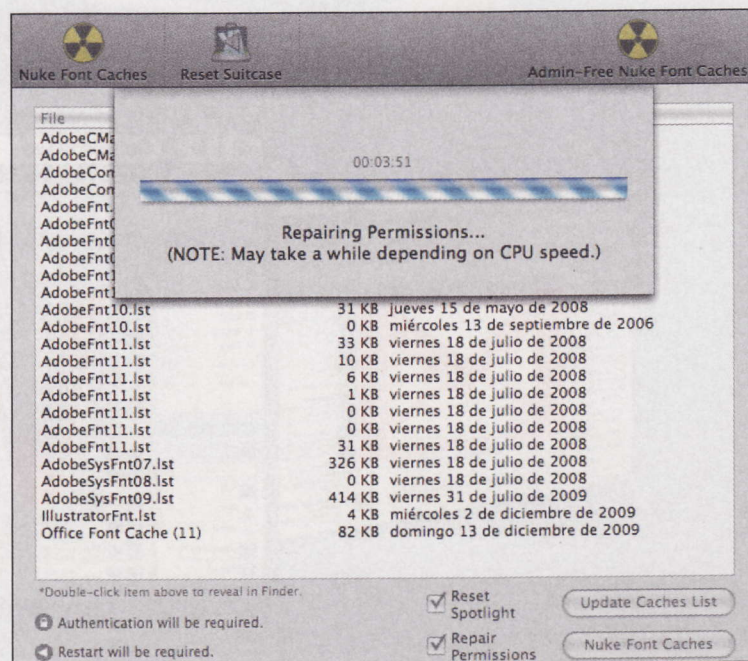 Nuke Font Caches Reset Suitcase Admin-Free Nuke Font Caches
File
AdobeCMa
AdobeCMa
AdobeCon
AdobeCon
AdobeFnt.
AdobeFnt0
AdobeFnt0
AdobeFnt0
AdobeFnt1
AdobeFnt1
00:03:51
Repairing Permissions...
(NOTE: May take a while depending on CPU speed.)
AdobeFnt10.lst 31 KB jueves 15 de mayo de 2008
AdobeFnt10.lst 0 KB miércoles 13 de septiembre de 2006
AdobeFnt11.lst 33 KB viernes 18 de julio de 2008
AdobeFnt11.lst 10 KB viernes 18 de julio de 2008
AdobeFnt11.lst 6 KB viernes 18 de julio de 2008
AdobeFnt11.lst 1 KB viernes 18 de julio de 2008
AdobeFnt11.lst 0 KB viernes 18 de julio de 2008
AdobeFnt11.lst 0 KB viernes 18 de julio de 2008
AdobeFnt11.lst 31 KB viernes 18 de julio de 2008
AdobeSysFnt07.lst 326 KB viernes 18 de julio de 2008
AdobeSysFnt08.lst 0 KB viernes 18 de julio de 2008
AdobeSysFnt09.lst 414 KB viernes 31 de julio de 2009
IllustratorFnt.lst 4 KB miércoles 2 de diciembre de 2009
Office Font Cache (11) 82 KB domingo 13 de diciembre de 2009
*Double-click item above to reveal in Finder.
Authentication will be required.
Restart will be required.
Reset
Spotlight
Update Caches List
Repair
Permissions
Nuke Font Caches